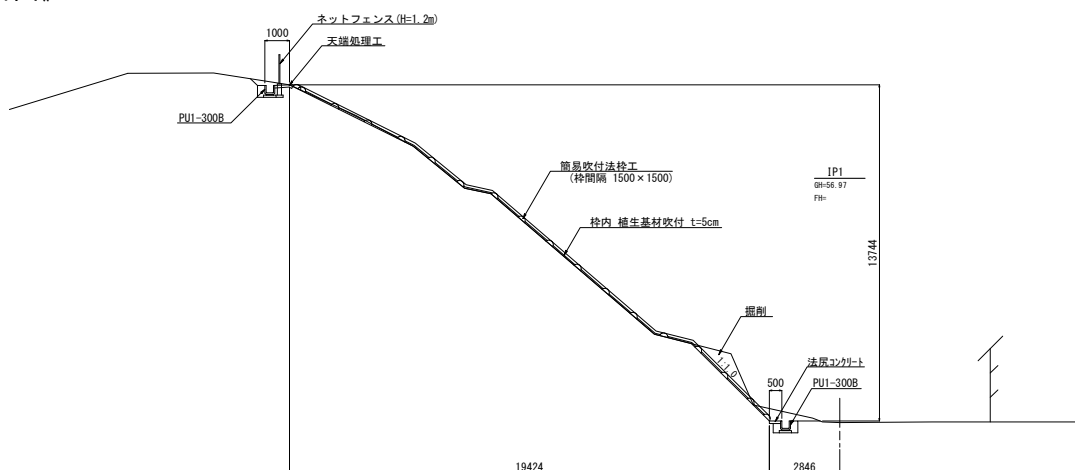 ネットフェンス(H=1.2m)
1000
天端処理工
PU1-300B
簡易吹付法枠工
(枠間隔 1500×1500)
IP1
GH=56.97
FH=
枠内 植生基材吹付 t=5cm
13744
掘削
1:1.0
法尻コンクリート
500
PU1-300B
19424
2846